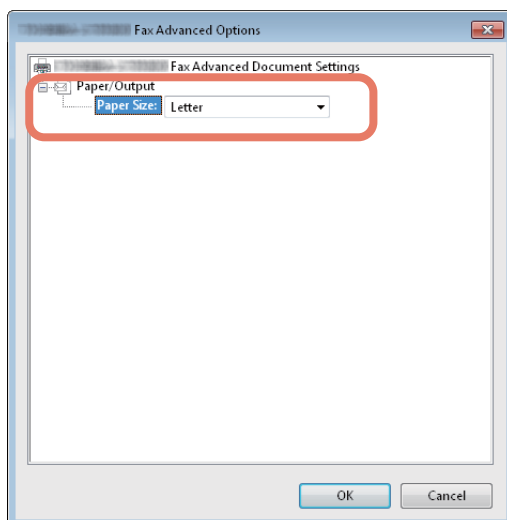 Fax Advanced Options
Fax Advanced Document Settings
Paper/Output
Paper Size: Letter
OK Cancel